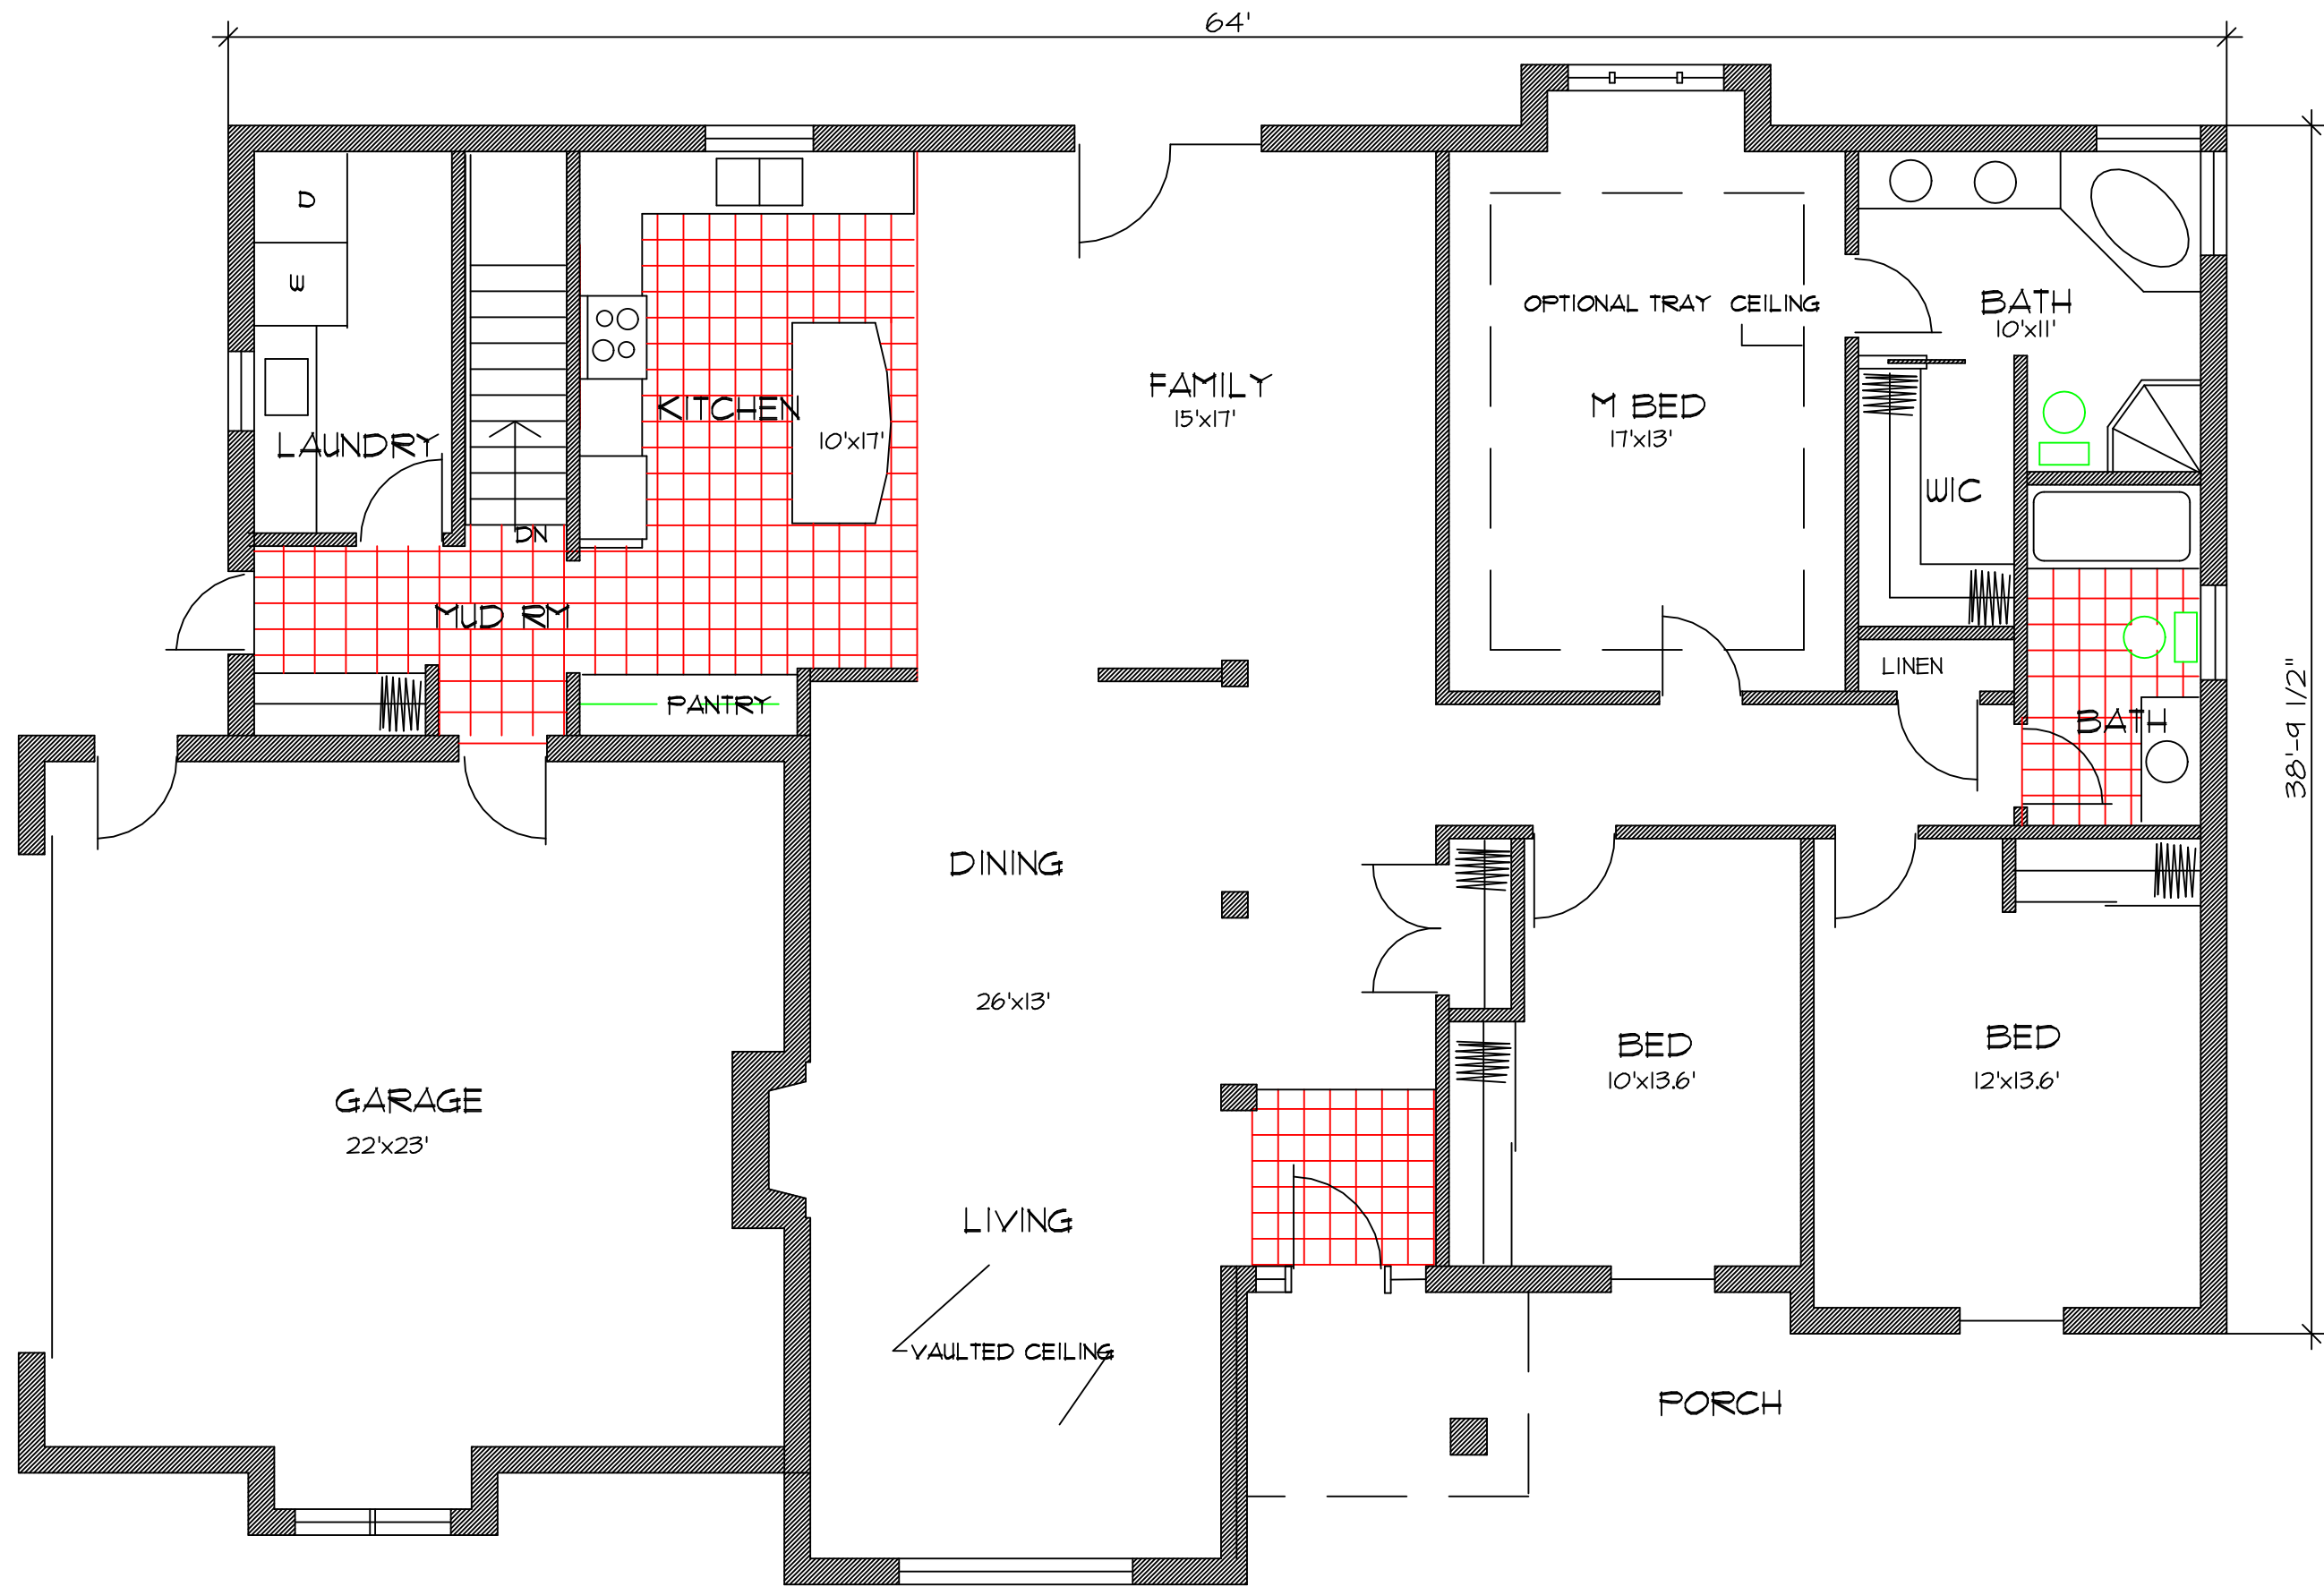 64'
D
W
OPTIONAL TRAY CEILING
BATH
10'x11'
FAMILY
15'x17'
KITCHEN
10'x17'
M BED
17'x13'
LAUNDRY
WIC
DN
MUD RM
LINEN
PANTRY
BATH
38'-9 1/2"
DINING
26'x13'
BED
10'x13.6'
BED
12'x13.6'
GARAGE
22'x23'
LIVING
VAULTED CEILING
PORCH